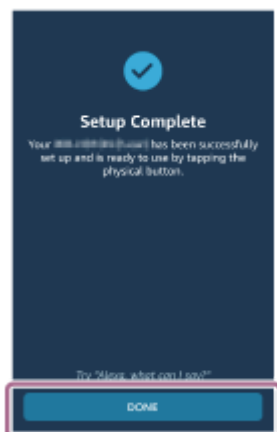 Setup Complete
Your has been successfully
set up and is ready to use by tapping the
physical button.
Try "Alexa, what can I say?"
DONE